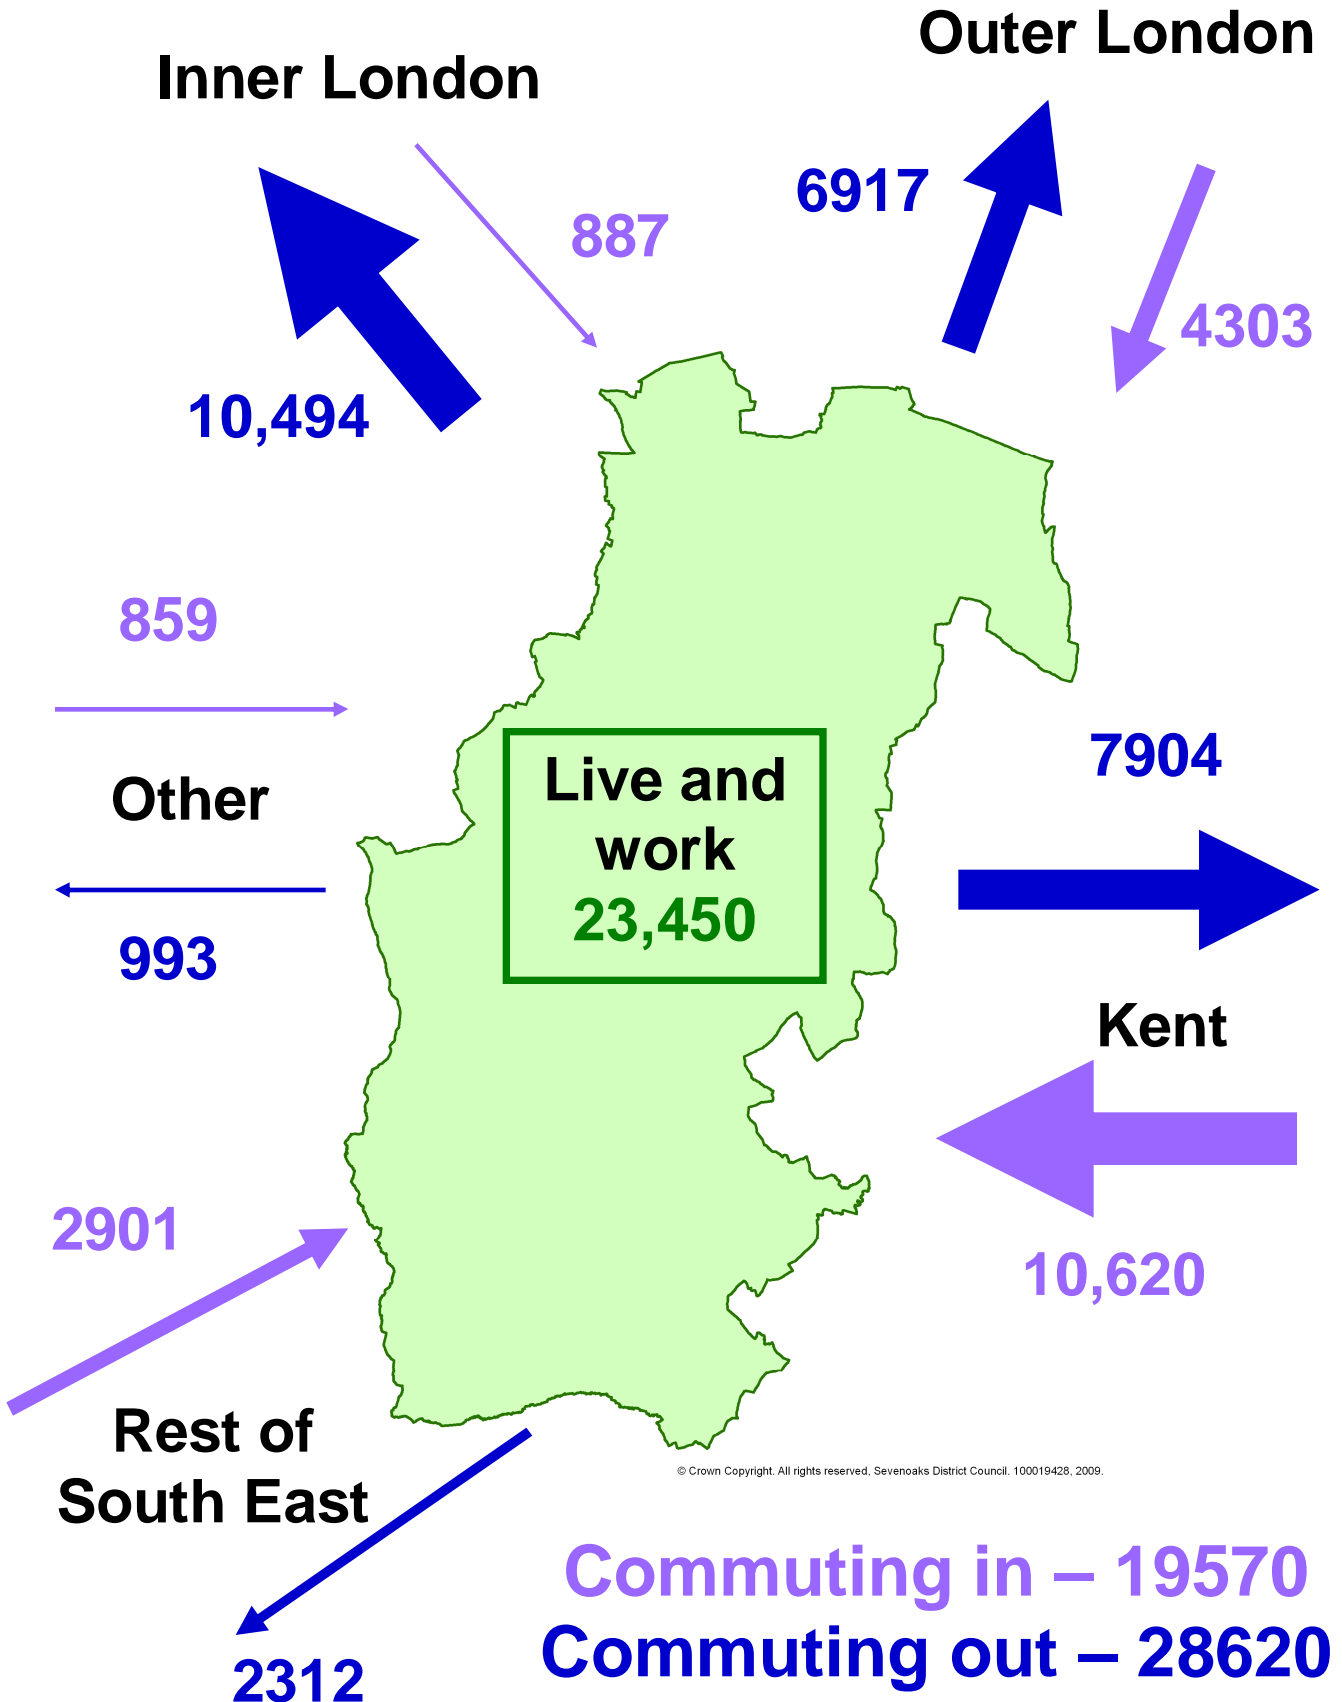 Outer London
Inner London
6917
887
4303
10,494
859
7904
Live and
work
23,450
Other
993
Kent
2901
10,620
Rest of
South East
© Crown Copyright. All rights reserved, Sevenoaks District Council. 100019428, 2009.
Commuting in – 19570
Commuting out – 28620
2312